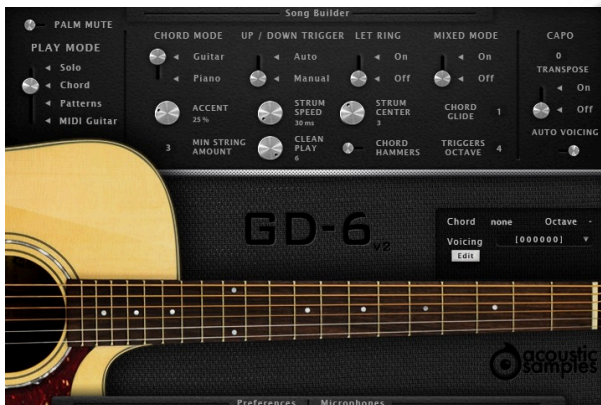 Song Builder
PALM MUTE
PLAY MODE
Solo
Chord
Patterns
MIDI Guitar
CHORD MODE
Guitar
Piano
UP / DOWN TRIGGER
Auto
Manual
LET RING
On
Off
MIXED MODE
On
Off
CAPO
0
TRANSPOSE
On
Off
AUTO VOICING
ACCENT
25 %
STRUM
SPEED
30 ms
STRUM
CENTER
3
CHORD
GLIDE 1
3 MIN STRING
AMOUNT
CLEAN
PLAY
6
CHORD
HAMMERS
TRIGGERS
OCTAVE 4
GD-6 v2
Chord none Octave -
Voicing [000000]
Edit
acoustic
samples
Preferences Microphones